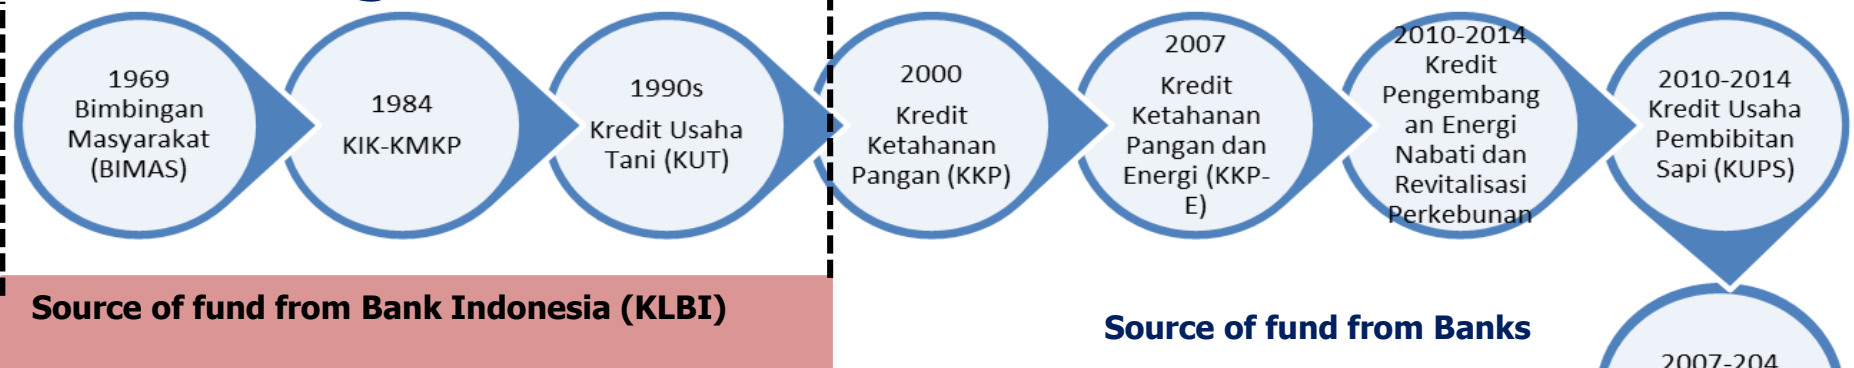 1969
Bimbingan
Masyarakat
(BIMAS)
1984
KIK-KMKP
1990s
Kredit Usaha
Tani (KUT)
2000
Kredit
Ketahanan
Pangan (KKP)
2007
Kredit
Ketahanan
Pangan dan
Energi (KKP-
E)
2010-2014
Kredit
Pengembang
an Energi
Nabati dan
Revitalisasi
Perkebunan
2010-2014
Kredit Usaha
Pembibitan
Sapi (KUPS)
Source of fund from Bank Indonesia (KLBI)
Source of fund from Banks
2007-204